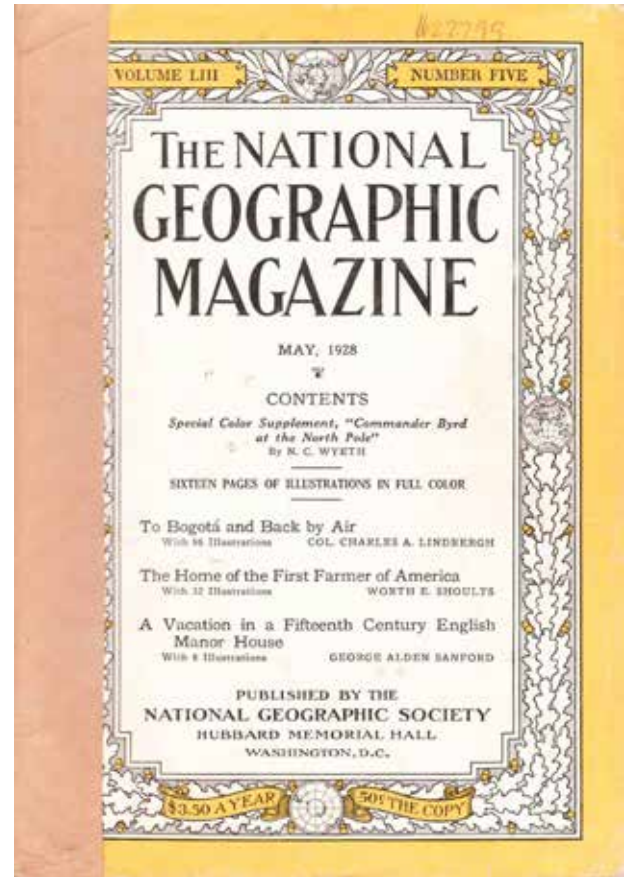 VOLUME LIII
NUMBER FIVE
THE NATIONAL
GEOGRAPHIC
MAGAZINE
MAY, 1928
CONTENTS
Special Color Supplement, "Commander Byrd
at the North Pole"
By N. C. WYETH
SIXTEEN PAGES OF ILLUSTRATIONS IN FULL COLOR
To Bogotá and Back by Air
With Illustrations COL. CHARLES A. LINDBERGH
The Home of the First Farmer of America
With 32 Illustrations WORTH E. SHOULTS
A Vacation in a Fifteenth Century English
Manor House
With Illustrations GEORGE ALDEN SANFORD
PUBLISHED BY THE
NATIONAL GEOGRAPHIC SOCIETY
HUBBARD MEMORIAL HALL
WASHINGTON, D.C.
$3.50 A YEAR
50¢ THE COPY